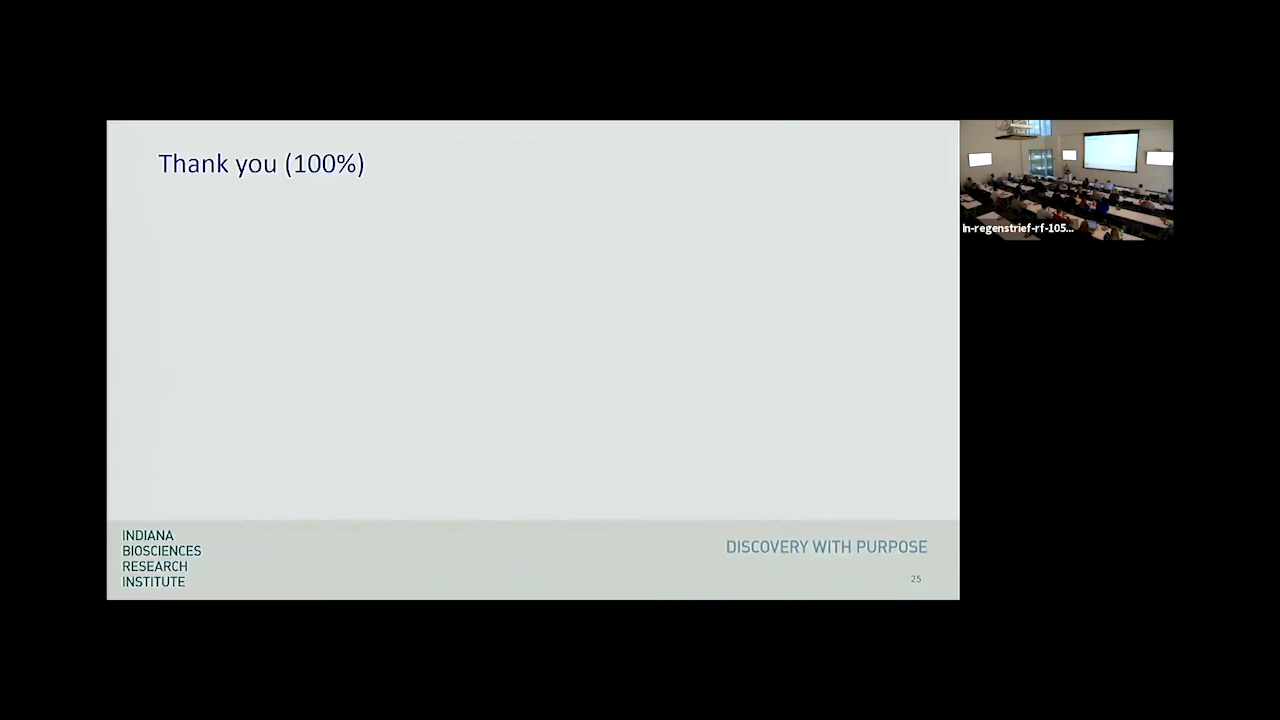 Thank you (100%)
In-regenstrief-rf-105...
INDIANA
BIOSCIENCES
RESEARCH
INSTITUTE
DISCOVERY WITH PURPOSE
25